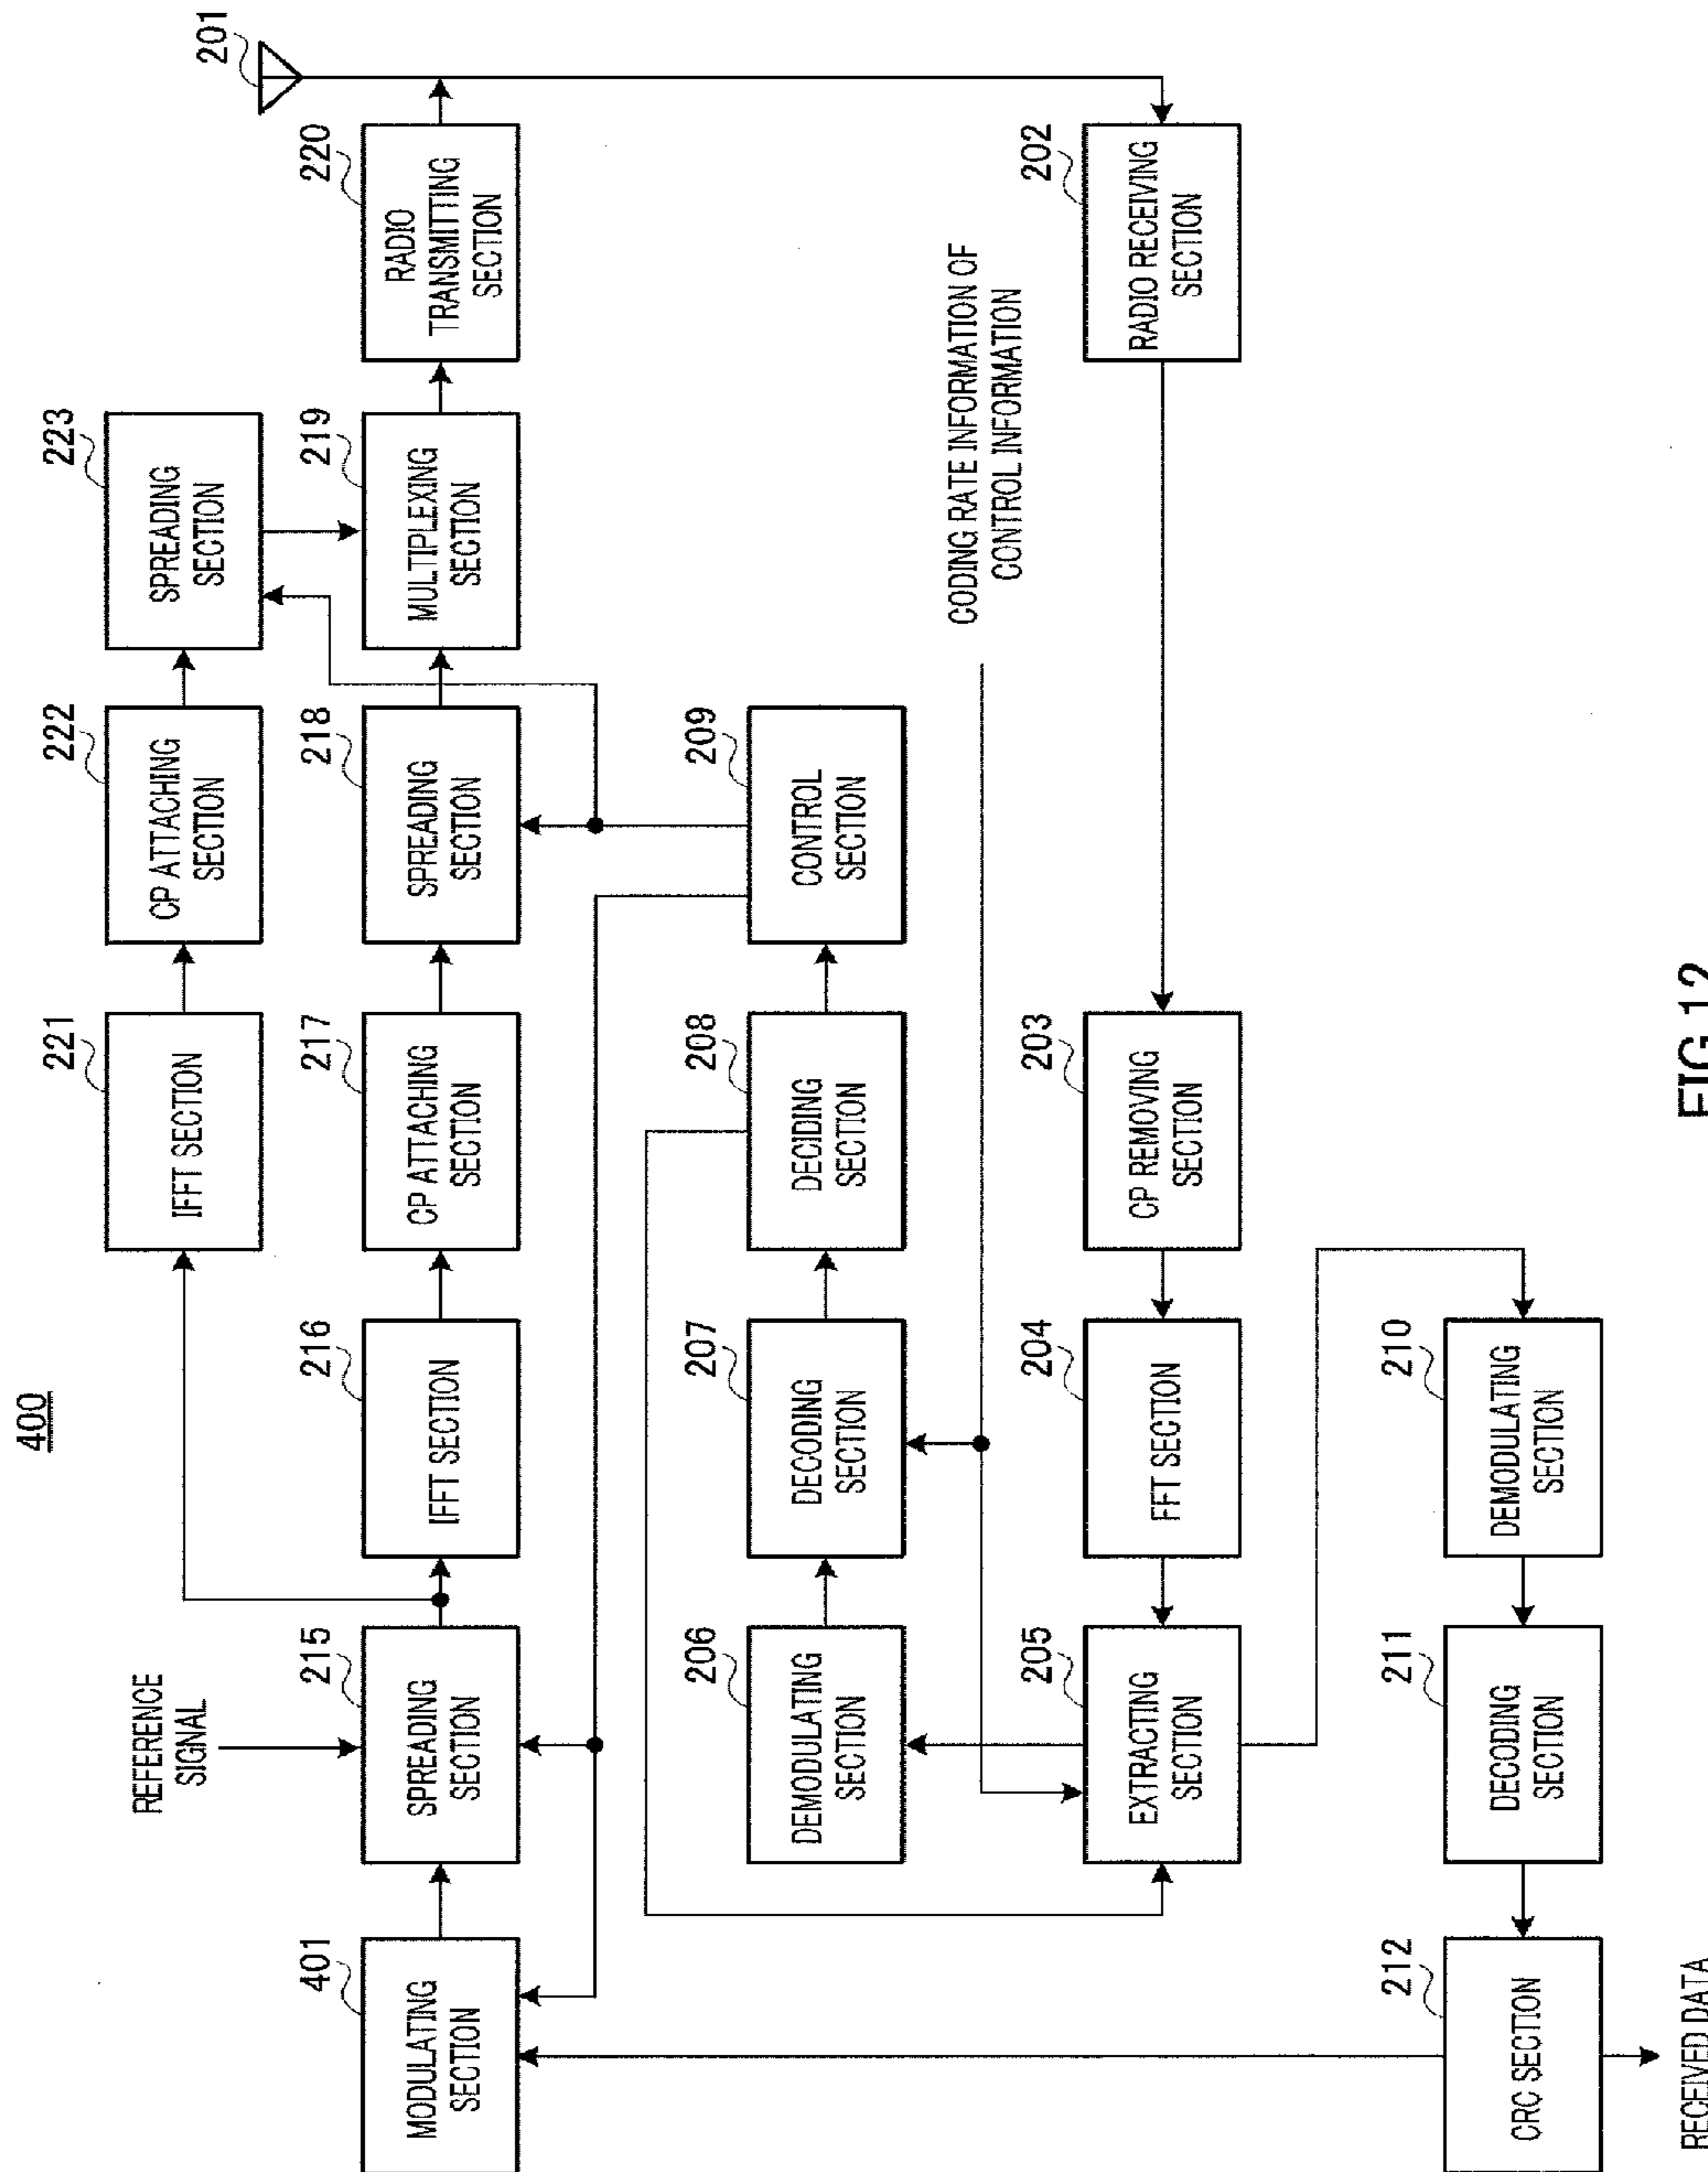 400
201
223
SPREADING
SECTION
222
CP ATTACHING
SECTION
221
IFFT SECTION
220
RADIO
TRANSMITTING
SECTION
219
MULTIPLEXING
SECTION
218
SPREADING
SECTION
217
CP ATTACHING
SECTION
216
IFFT SECTION
REFERENCE
SIGNAL
215
SPREADING
SECTION
401
MODULATING
SECTION
209
CONTROL
SECTION
208
DECIDING
SECTION
207
DECODING
SECTION
206
DEMODULATING
SECTION
CODING RATE INFORMATION OF
CONTROL INFORMATION
202
RADIO RECEIVING
SECTION
203
CP REMOVING
SECTION
204
FFT SECTION
205
EXTRACTING
SECTION
210
DEMODULATING
SECTION
211
DECODING
SECTION
212
CRC SECTION
RECEIVED DATA
FIG.12